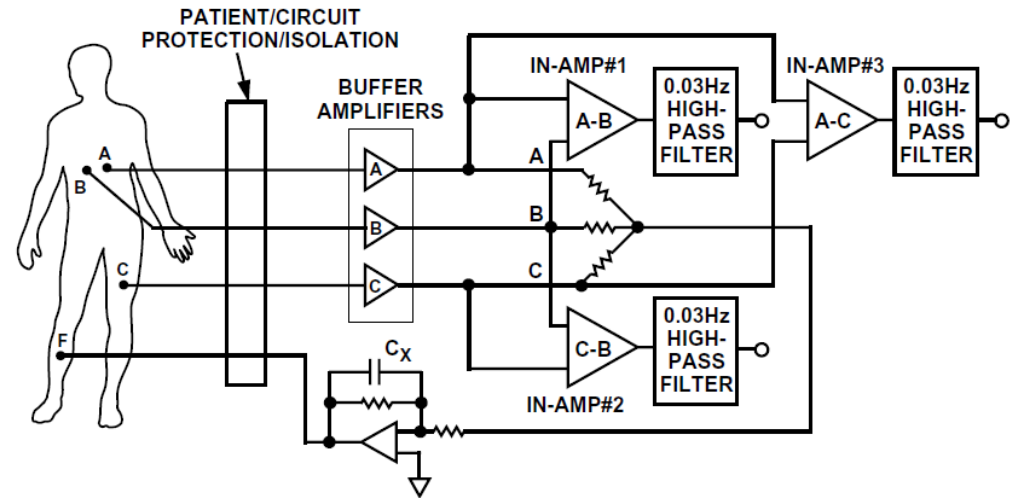 PATIENT/CIRCUIT
PROTECTION/ISOLATION
BUFFER
AMPLIFIERS
IN-AMP#1
IN-AMP#3
0.03Hz
HIGH-
PASS
FILTER
0.03Hz
HIGH-
PASS
FILTER
A-B
A-C
A
B
A
A
B
B
C
C
C
0.03Hz
HIGH-
PASS
FILTER
C-B
F
CX
IN-AMP#2